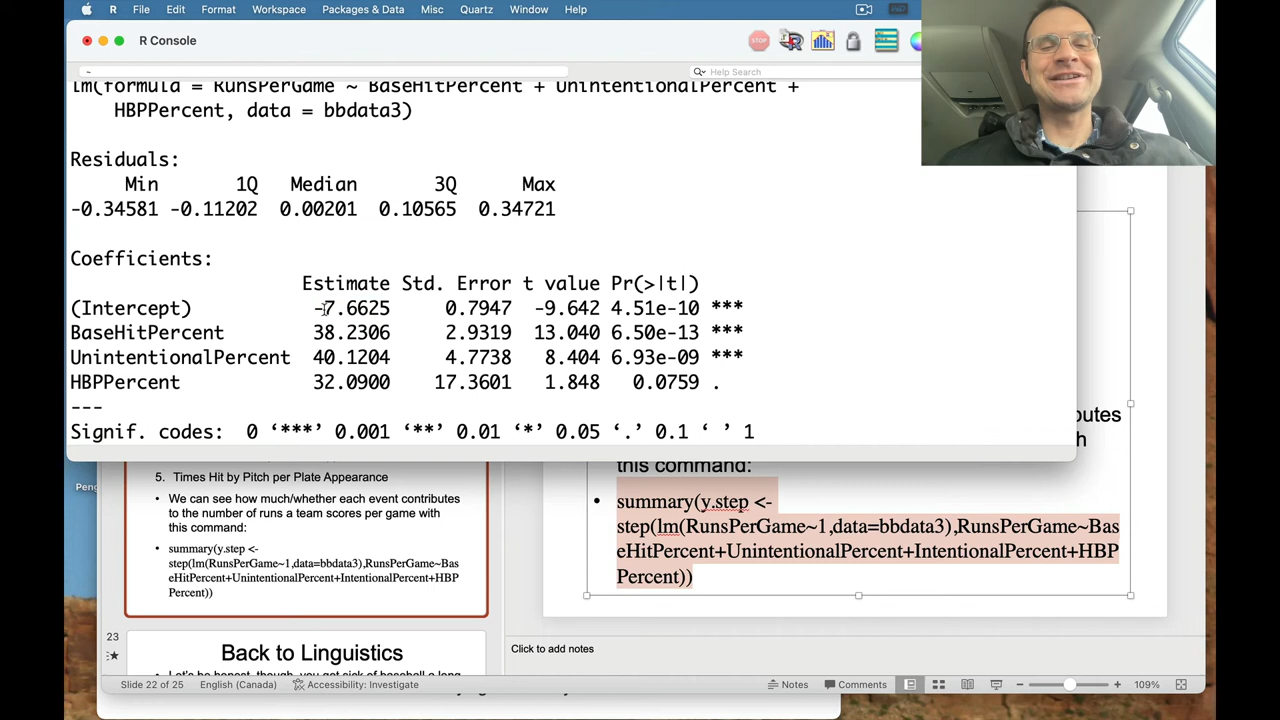 R File Edit Format Workspace Packages & Data Misc Quartz Window Help
R Console
STOP
~
Help Search
lm(formula = RunsPerGame ~ BaseHitPercent + UnintentionalPercent +
HBPPercent, data = bbdata3)
Residuals:
Min 1Q Median 3Q Max
-0.34581 -0.11202 0.00201 0.10565 0.34721
Coefficients:
Estimate Std. Error t value Pr(>|t|)
(Intercept) -7.6625 0.7947 -9.642 4.51e-10 ***
BaseHitPercent 38.2306 2.9319 13.040 6.50e-13 ***
UnintentionalPercent 40.1204 4.7738 8.404 6.93e-09 ***
HBPPercent 32.0900 17.3601 1.848 0.0759 .
---
Signif. codes: 0 ‘***’ 0.001 ‘**’ 0.01 ‘*’ 0.05 ‘.’ 0.1 ‘ ’ 1
Peng
5. Times Hit by Pitch per Plate Appearance
• We can see how much/whether each event contributes
to the number of runs a team scores per game with
this command:
• summary(y.step <-
step(lm(RunsPerGame~1,data=bbdata3),RunsPerGame~Bas
eHitPercent+UnintentionalPercent+IntentionalPercent+HBP
Percent))
23
Back to Linguistics
butes
h
this command:
• summary(y.step <-
step(lm(RunsPerGame~1,data=bbdata3),RunsPerGame~Bas
eHitPercent+UnintentionalPercent+IntentionalPercent+HBP
Percent))
Click to add notes
Slide 22 of 25 English (Canada) Accessibility: Investigate Notes Comments 109%